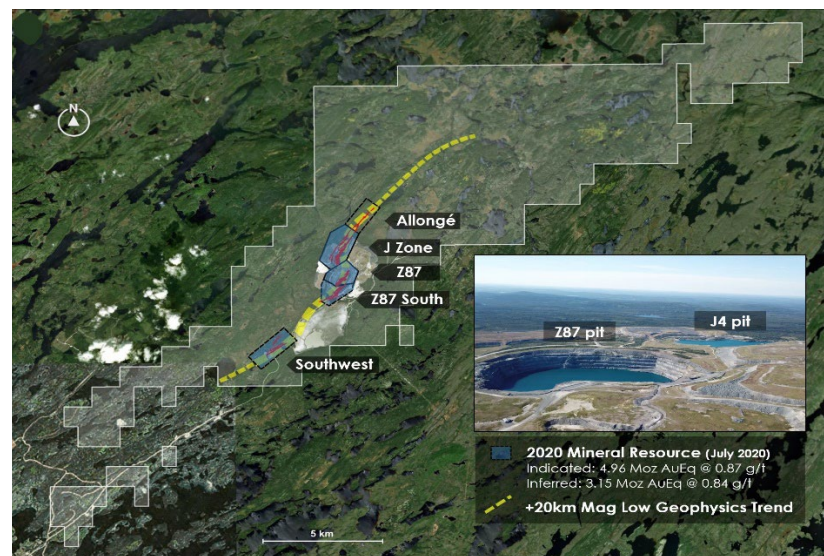 N
Allongé
J Zone
Z87
Z87 South
Southwest
Z87 pit
J4 pit
2020 Mineral Resource (July 2020)
Indicated: 4.96 Moz AuEq @ 0.87 g/t
Inferred: 3.15 Moz AuEq @ 0.84 g/t
+20km Mag Low Geophysics Trend
5 km